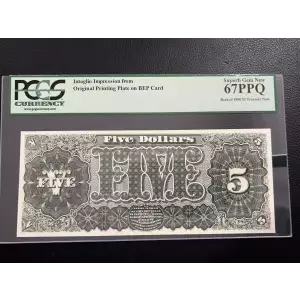 PCGS
CURRENCY
Intaglio Impression from
Original Printing Plate on BEP Card
Superb Gem New
67PPQ
Five Dollars
FIVE
FIVE
5